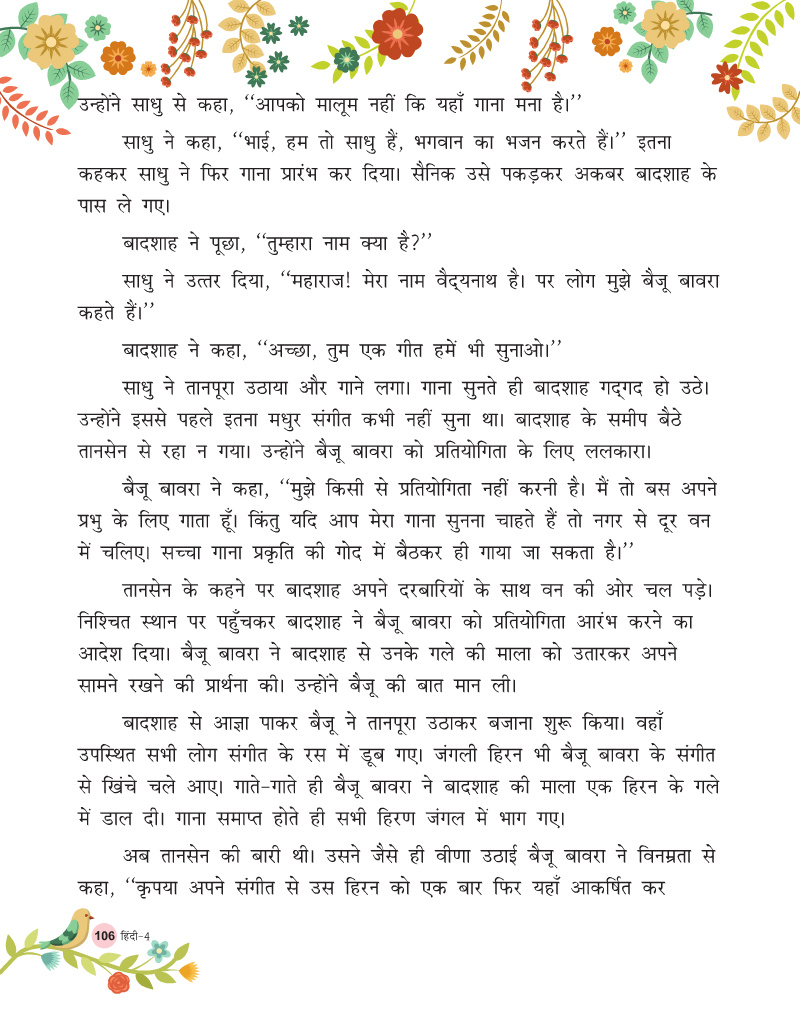 उन्होंने साधु से कहा, ‘‘आपको मालूम नहीं कि यहाँ गाना मना है।’’
साधु ने कहा, ‘‘भाई, हम तो साधु हैं, भगवान का भजन करते हैं।’’ इतना
कहकर साधु ने फिर गाना प्रारंभ कर दिया। सैनिक उसे पकड़कर अकबर बादशाह के
पास ले गए।
बादशाह ने पूछा, ‘‘तुम्हारा नाम क्या है?’’
साधु ने उत्तर दिया, ‘‘महाराज! मेरा नाम वैद्‌यनाथ है। पर लोग मुझे बैजू बावरा
कहते हैं।’’
बादशाह ने कहा, ‘‘अच्छा, तुम एक गीत हमें भी सुनाओ।’’
साधु ने तानपूरा उठाया और गाने लगा। गाना सुनते ही बादशाह गद्‌गद हो उठे।
उन्होंने इससे पहले इतना मधुर संगीत कभी नहीं सुना था। बादशाह के समीप बैठे
तानसेन से रहा न गया। उन्होंने बैजू बावरा को प्रतियोगिता के लिए ललकारा।
बैजू बावरा ने कहा, ‘‘मुझे किसी से प्रतियोगिता नहीं करनी है। मैं तो बस अपने
प्रभु के लिए गाता हूँ। किंतु यदि आप मेरा गाना सुनना चाहते हैं तो नगर से दूर वन
में चलिए। सच्चा गाना प्रकृति की गोद में बैठकर ही गाया जा सकता है।’’
तानसेन के कहने पर बादशाह अपने दरबारियों के साथ वन की ओर चल पड़े।
निश्चित स्थान पर पहुँचकर बादशाह ने बैजू बावरा को प्रतियोगिता आरंभ करने का
आदेश दिया। बैजू बावरा ने बादशाह से उनके गले की माला को उतारकर अपने
सामने रखने की प्रार्थना की। उन्होंने बैजू की बात मान ली।
बादशाह से आज्ञा पाकर बैजू ने तानपूरा उठाकर बजाना शुरू किया। वहाँ
उपस्थित सभी लोग संगीत के रस में डूब गए। जंगली हिरन भी बैजू बावरा के संगीत
से खिंचे चले आए। गाते-गाते ही बैजू बावरा ने बादशाह की माला एक हिरन के गले
में डाल दी। गाना समाप्त होते ही सभी हिरण जंगल में भाग गए।
अब तानसेन की बारी थी। उसने जैसे ही वीणा उठाई बैजू बावरा ने विनम्रता से
कहा, ‘‘कृपया अपने संगीत से उस हिरन को एक बार फिर यहाँ आकर्षित कर
106 हिंदी-4